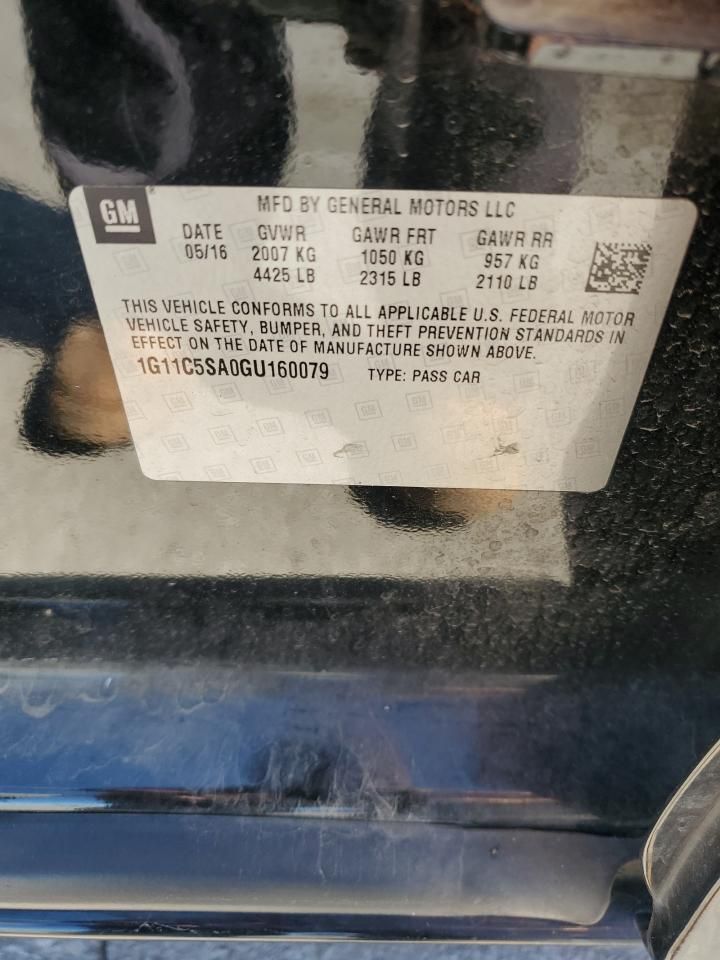 GM
MFD BY GENERAL MOTORS LLC
DATE GVWR GAWR FRT GAWR RR
05/16 2007 KG 1050 KG 957 KG
4425 LB 2315 LB 2110 LB
THIS VEHICLE CONFORMS TO ALL APPLICABLE U.S. FEDERAL MOTOR
VEHICLE SAFETY, BUMPER, AND THEFT PREVENTION STANDARDS IN
EFFECT ON THE DATE OF MANUFACTURE SHOWN ABOVE.
1G11C5SA0GU160079 TYPE: PASS CAR